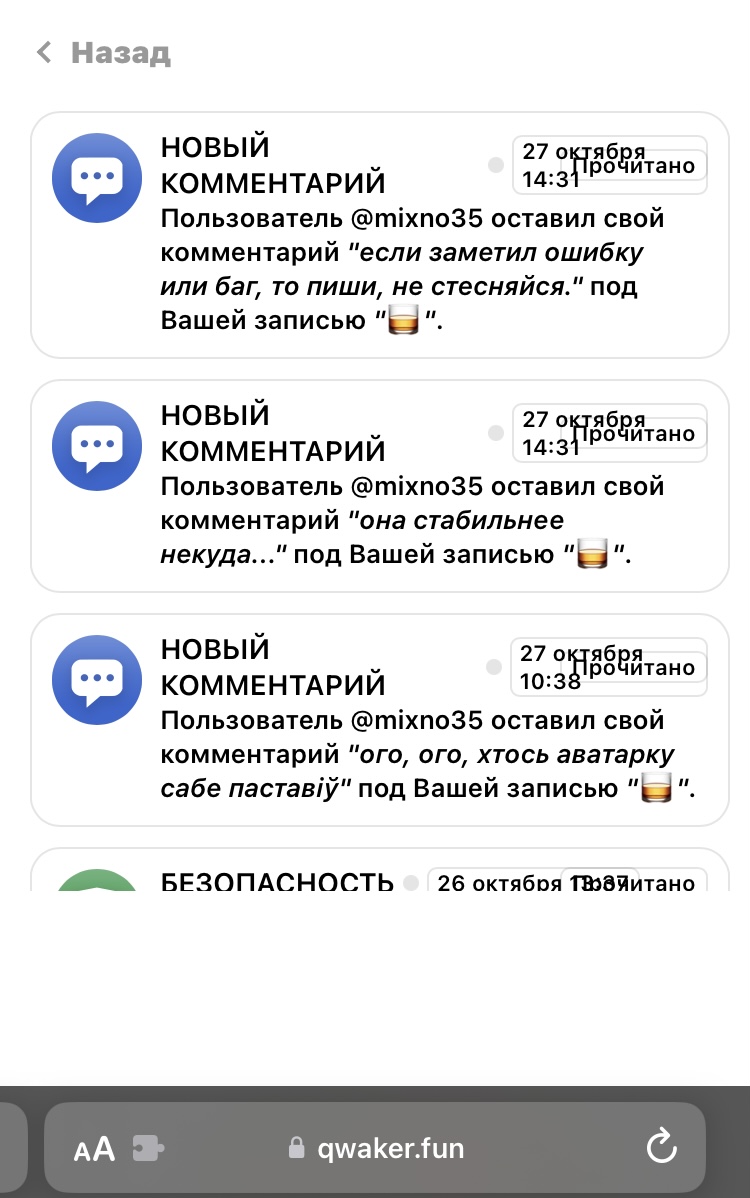 Назад
НОВЫЙ
КОММЕНТАРИЙ
27 октября
14:31
Прочитано
Пользователь @mixno35 оставил свой
комментарий "если заметил ошибку
или баг, то пиши, не стесняйся." под
Вашей записью "🥃".
НОВЫЙ
КОММЕНТАРИЙ
27 октября
14:31
Прочитано
Пользователь @mixno35 оставил свой
комментарий "она стабильнее
некуда..." под Вашей записью "🥃".
НОВЫЙ
КОММЕНТАРИЙ
27 октября
10:38
Прочитано
Пользователь @mixno35 оставил свой
комментарий "ого, ого, хтось аватарку
сабе паставіў" под Вашей записью "🥃".
БЕЗОПАСНОСТЬ
26 октября 13:37
Прочитано
AA
qwaker.fun